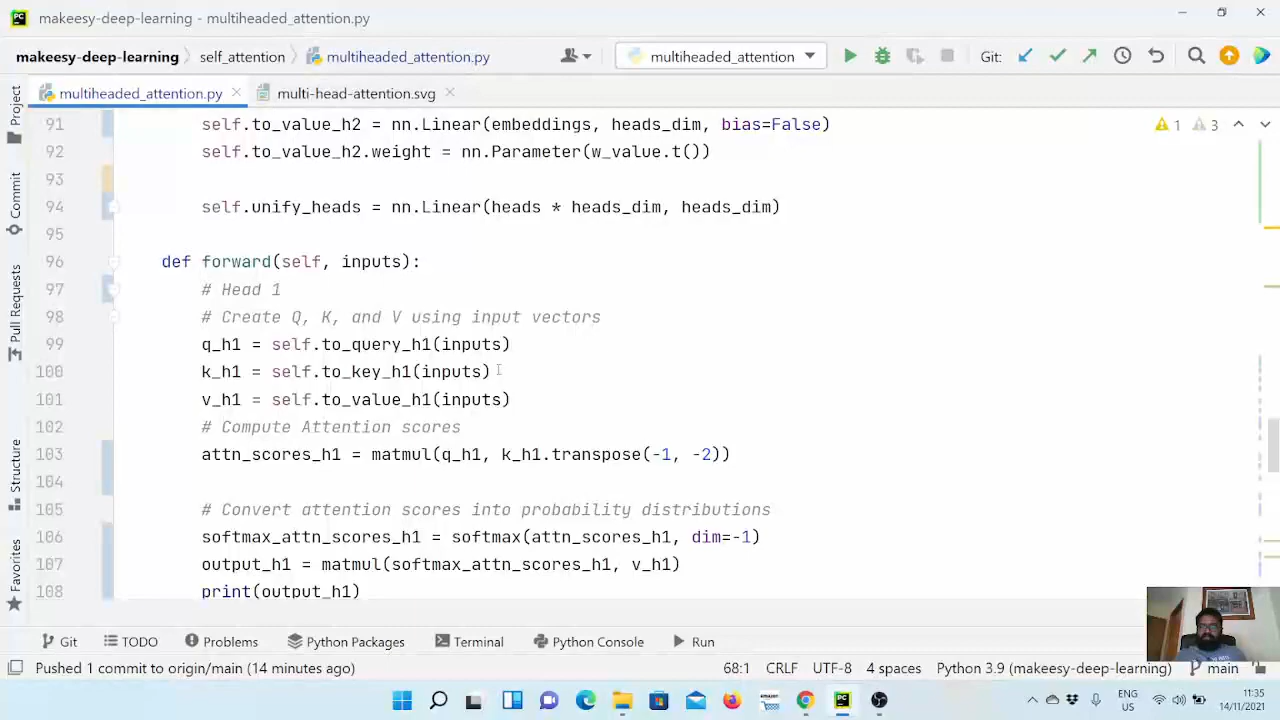 PC makeesy-deep-learning - multiheaded_attention.py
makeesy-deep-learning self_attention multiheaded_attention.py multiheaded_attention Git:
multiheaded_attention.py multi-head-attention.svg
Project
Commit
Pull Requests
Structure
Favorites
91 self.to_value_h2 = nn.Linear(embeddings, heads_dim, bias=False)
1 3
92 self.to_value_h2.weight = nn.Parameter(w_value.t())
93
94 self.unify_heads = nn.Linear(heads * heads_dim, heads_dim)
95
96 def forward(self, inputs):
97 # Head 1
98 # Create Q, K, and V using input vectors
99 q_h1 = self.to_query_h1(inputs)
100 k_h1 = self.to_key_h1(inputs)
101 v_h1 = self.to_value_h1(inputs)
102 # Compute Attention scores
103 attn_scores_h1 = matmul(q_h1, k_h1.transpose(-1, -2))
104
105 # Convert attention scores into probability distributions
106 softmax_attn_scores_h1 = softmax(attn_scores_h1, dim=-1)
107 output_h1 = matmul(softmax_attn_scores_h1, v_h1)
108 print(output_h1)
Git TODO Problems Python Packages Terminal Python Console Run
Pushed 1 commit to origin/main (14 minutes ago) 68:1 CRLF UTF-8 4 spaces Python 3.9 (makeesy-deep-learning) main
ENG
US
11:35
14/11/2021